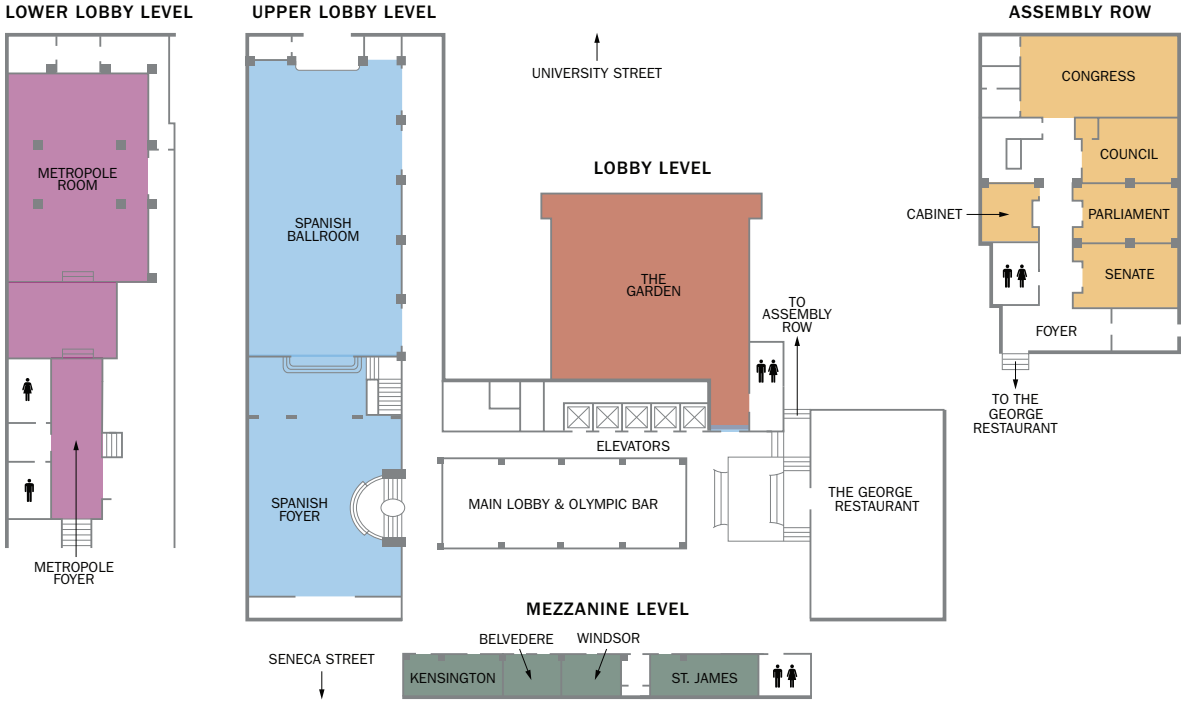 LOWER LOBBY LEVEL
UPPER LOBBY LEVEL
ASSEMBLY ROW
UNIVERSITY STREET
CONGRESS
LOBBY LEVEL
COUNCIL
METROPOLE
ROOM
CABINET
PARLIAMENT
SPANISH
BALLROOM
THE
GARDEN
SENATE
TO
ASSEMBLY
ROW
FOYER
TO THE
GEORGE
RESTAURANT
ELEVATORS
SPANISH
FOYER
MAIN LOBBY & OLYMPIC BAR
THE GEORGE
RESTAURANT
METROPOLE
FOYER
MEZZANINE LEVEL
BELVEDERE
WINDSOR
SENECA STREET
KENSINGTON
ST. JAMES